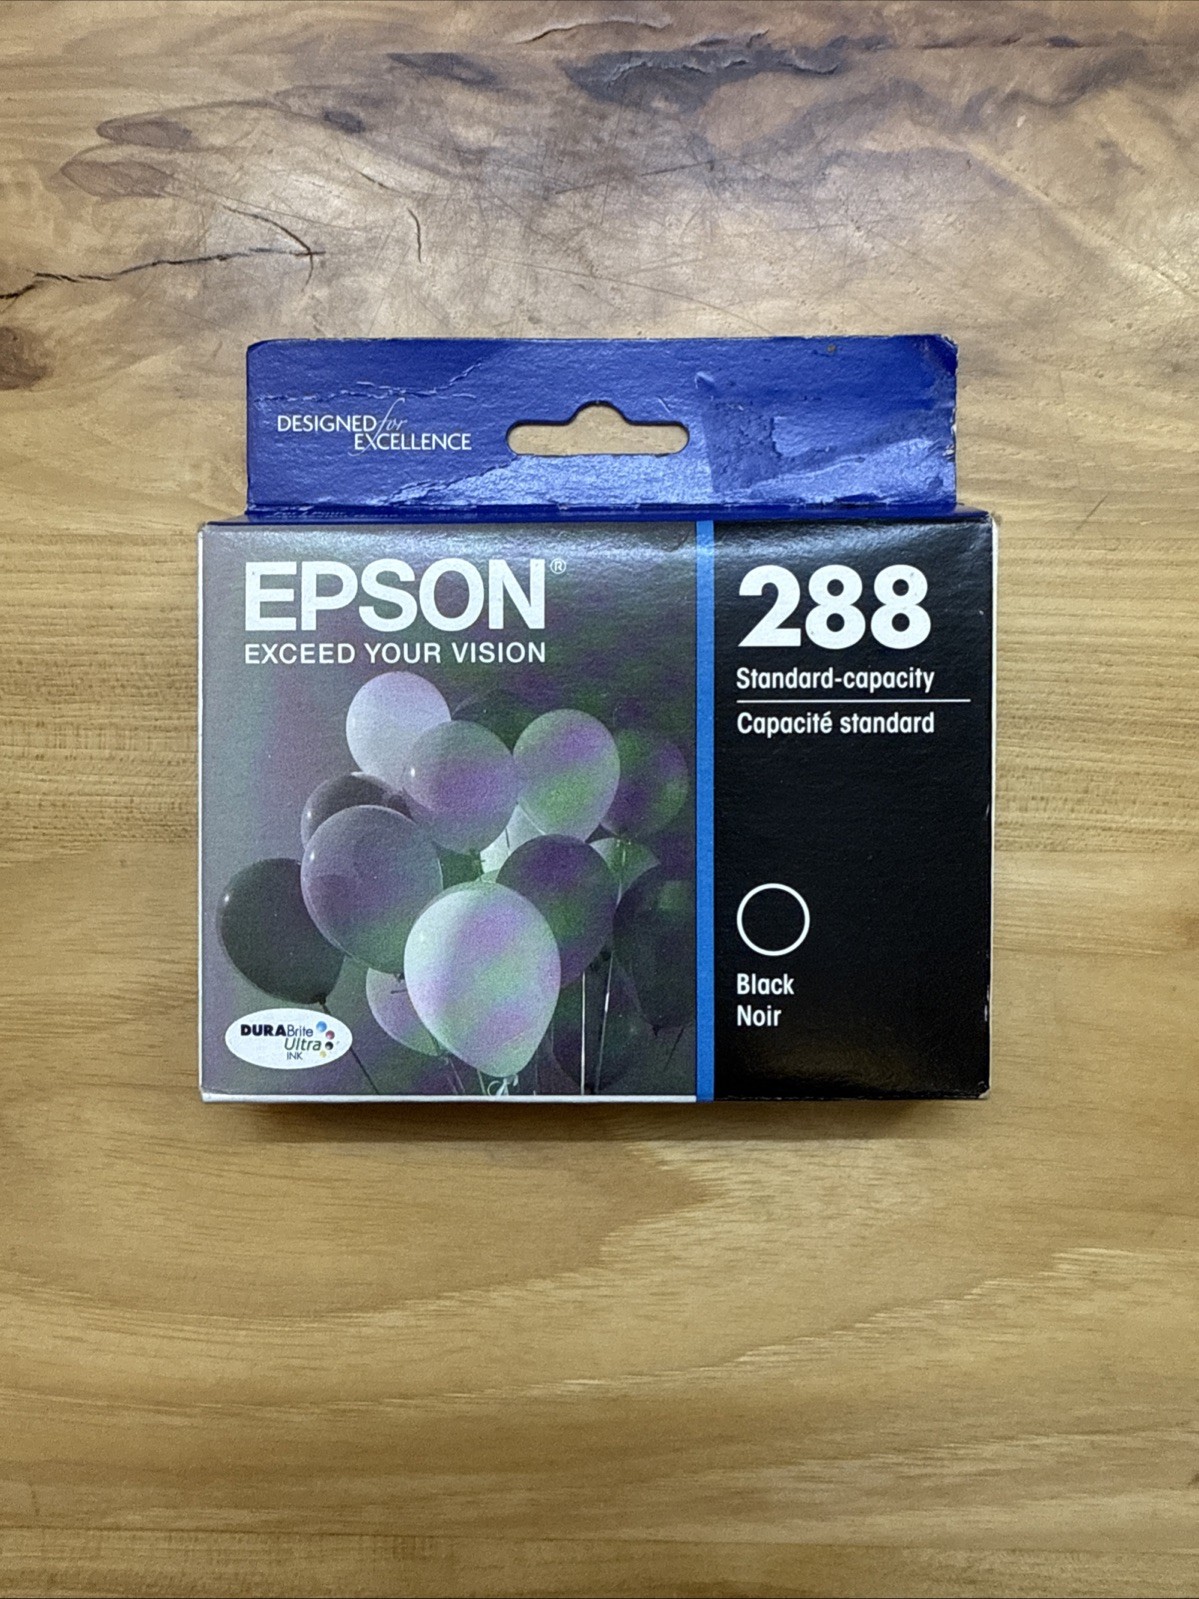 DESIGNED for
EXCELLENCE
EPSON®
EXCEED YOUR VISION
288
Standard-capacity
Capacité standard
Black
Noir
DURABrite
Ultra
INK